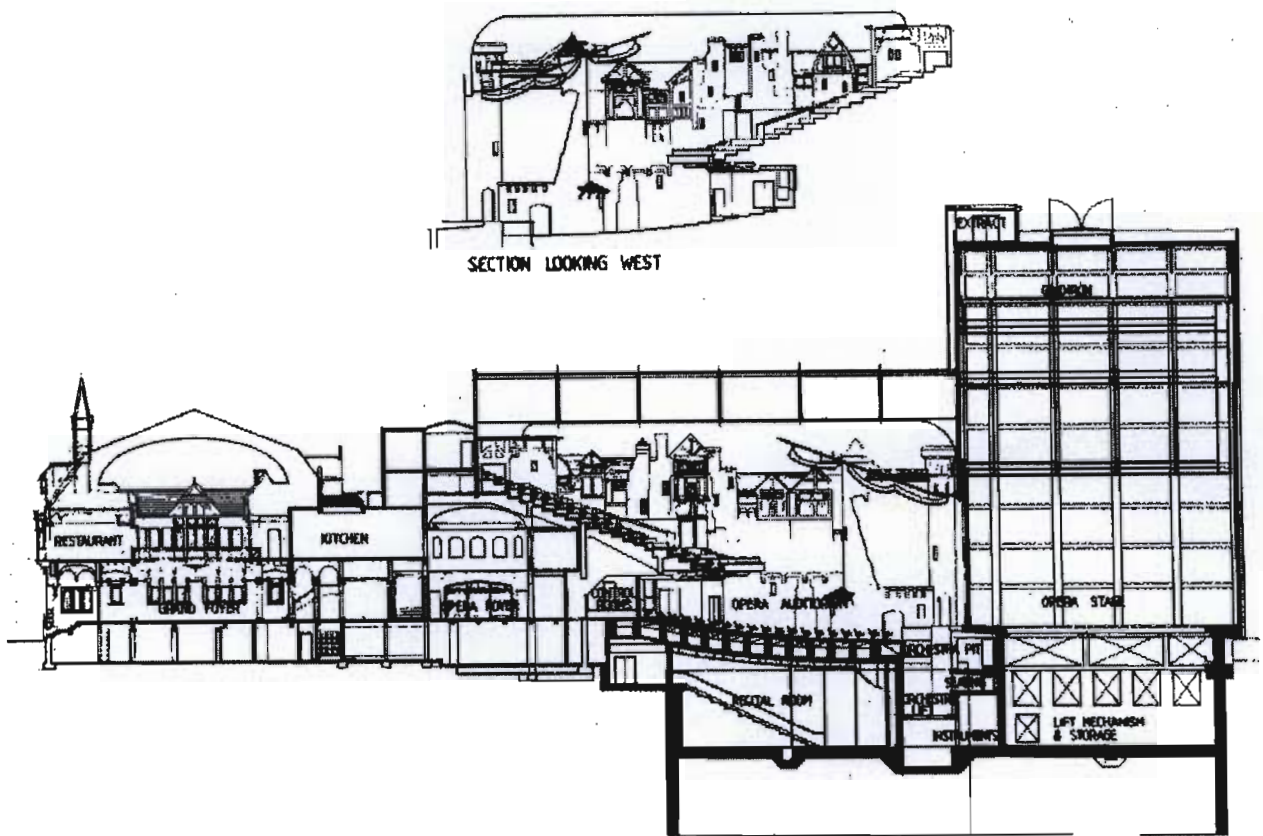 SECTION LOOKING WEST
EXTRACT
GRIDIRON
RESTAURANT
KITCHEN
GRAND FOYER
OPERA FOYER
CONTROL
ROOMS
OPERA AUDITORIUM
OPERA STAGE
ORCHESTRA PIT
RECITAL ROOM
ORCHESTRA
LIFT
INSTRUMENTS
LIFT MECHANISM
& STORAGE